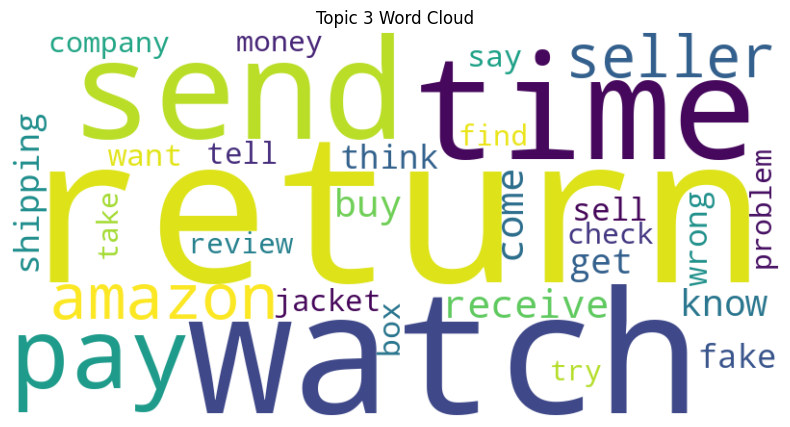 Topic 3 Word Cloud
company
money
say
seller
send
time
shipping
want
tell
think
find
return
take
review
buy
come
sell
check
get
wrong
problem
amazon
jacket
box
receive
know
pay
watch
try
fake